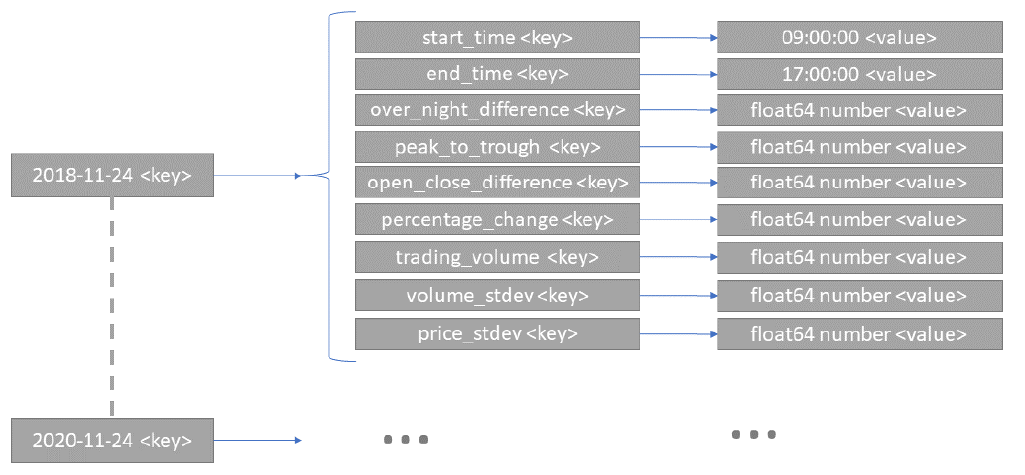 start_time <key>
09:00:00 <value>
end_time <key>
17:00:00 <value>
over_night_difference <key>
float64 number <value>
peak_to_trough <key>
float64 number <value>
2018-11-24 <key>
open_close_difference <key>
float64 number <value>
percentage_change <key>
float64 number <value>
trading_volume <key>
float64 number <value>
volume_stdev <key>
float64 number <value>
price_stdev <key>
float64 number <value>
2020-11-24 <key>
...
...